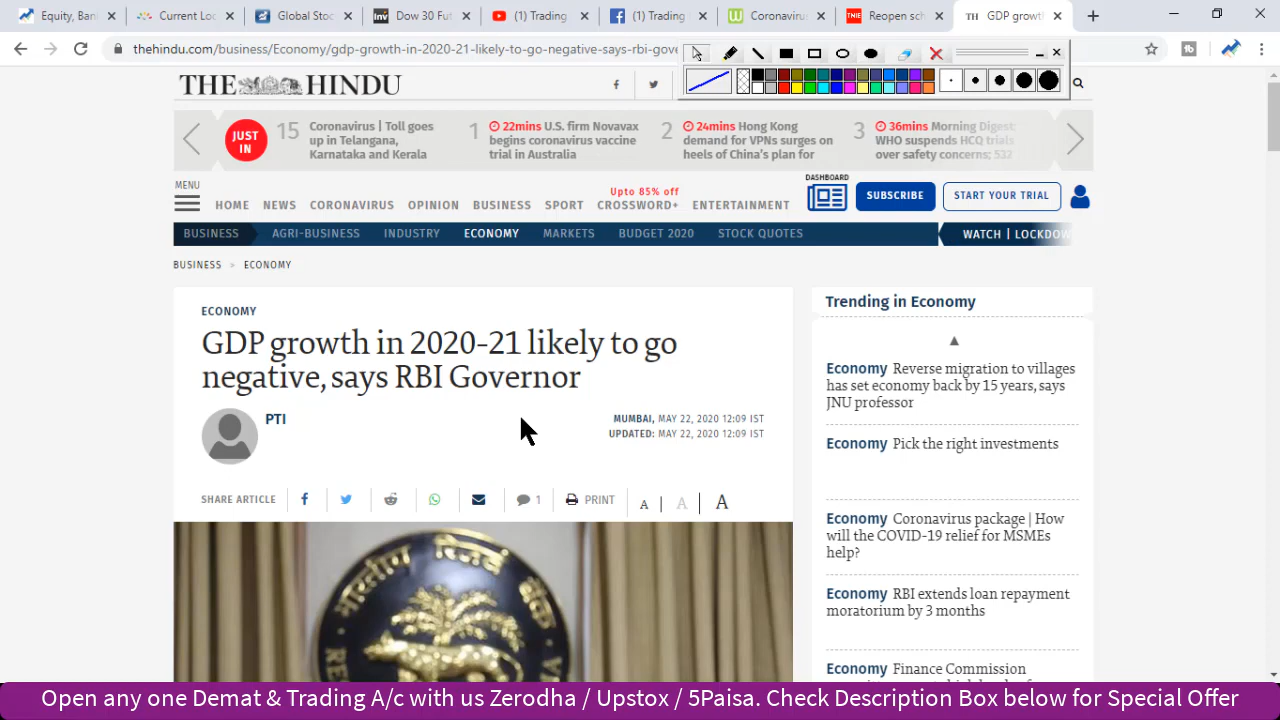 Equity, Ban
Current Loc
Global Stoc
Dow 30 Fut
(1) Trading
(1) Trading
Coronavirus
Reopen sch
TH GDP growt
thehindu.com/business/Economy/gdp-growth-in-2020-21-likely-to-go-negative-says-rbi-gove
THE HINDU
JUST IN
15 Coronavirus | Toll goes
up in Telangana,
Karnataka and Kerala
1 22mins U.S. firm Novavax
begins coronavirus vaccine
trial in Australia
2 24mins Hong Kong
demand for VPNs surges on
heels of China's plan for
3 36mins Morning Digest:
WHO suspends HCQ trials
over safety concerns; 532
MENU
HOME NEWS CORONAVIRUS OPINION BUSINESS SPORT CROSSWORD+ ENTERTAINMENT
Upto 85% off
DASHBOARD
SUBSCRIBE
START YOUR TRIAL
BUSINESS AGRI-BUSINESS INDUSTRY ECONOMY MARKETS BUDGET 2020 STOCK QUOTES
WATCH | LOCKDOW
BUSINESS > ECONOMY
ECONOMY
GDP growth in 2020-21 likely to go
negative, says RBI Governor
PTI
MUMBAI, MAY 22, 2020 12:09 IST
UPDATED: MAY 22, 2020 12:09 IST
SHARE ARTICLE
1
PRINT
A | A | A
Trending in Economy
Economy Reverse migration to villages
has set economy back by 15 years, says
JNU professor
Economy Pick the right investments
Economy Coronavirus package | How
will the COVID-19 relief for MSMEs
help?
Economy RBI extends loan repayment
moratorium by 3 months
Economy Finance Commission
भारतीय रिज़र्व बैंक
Open any one Demat & Trading A/c with us Zerodha / Upstox / 5Paisa. Check Description Box below for Special Offer